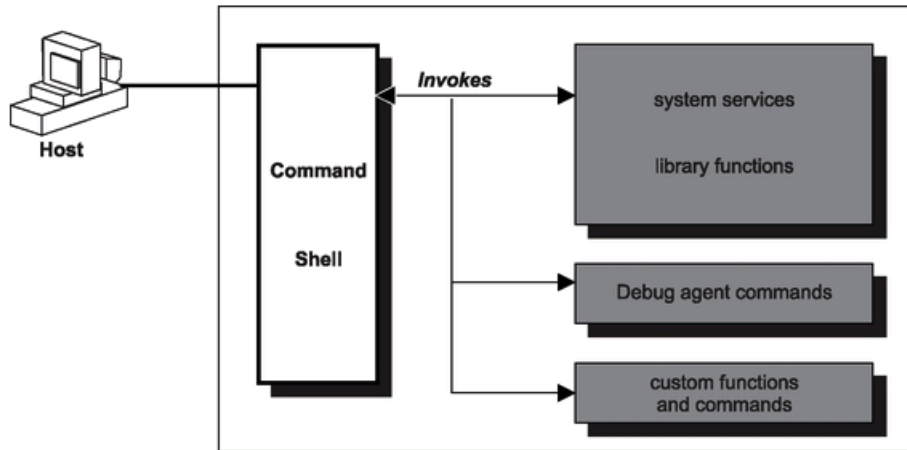 Host
Command
Shell
Invokes
system services
library functions
Debug agent commands
custom functions
and commands